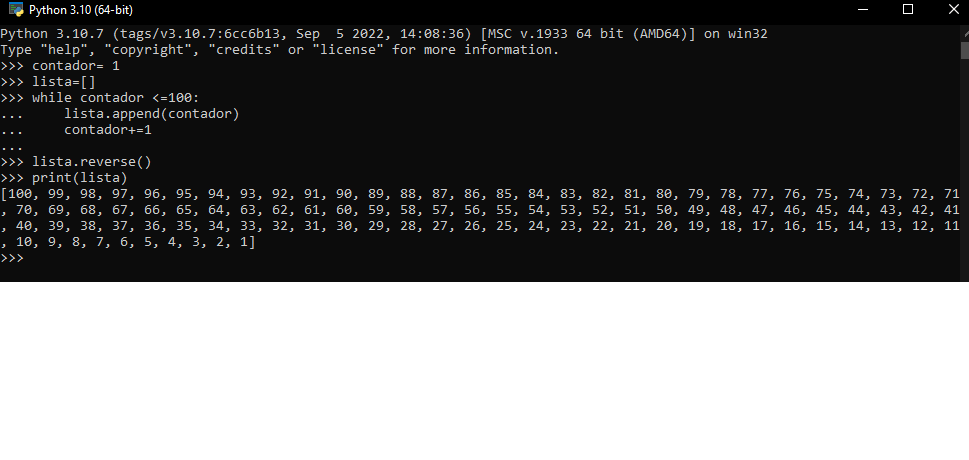 Python 3.10 (64-bit)
Python 3.10.7 (tags/v3.10.7:6cc6b13, Sep  5 2022, 14:08:36) [MSC v.1933 64 bit (AMD64)] on win32
Type "help", "copyright", "credits" or "license" for more information.
>>> contador= 1
>>> lista=[]
>>> while contador <=100:
...     lista.append(contador)
...     contador+=1
...
>>> lista.reverse()
>>> print(lista)
[100, 99, 98, 97, 96, 95, 94, 93, 92, 91, 90, 89, 88, 87, 86, 85, 84, 83, 82, 81, 80, 79, 78, 77, 76, 75, 74, 73, 72, 71
, 70, 69, 68, 67, 66, 65, 64, 63, 62, 61, 60, 59, 58, 57, 56, 55, 54, 53, 52, 51, 50, 49, 48, 47, 46, 45, 44, 43, 42, 41
, 40, 39, 38, 37, 36, 35, 34, 33, 32, 31, 30, 29, 28, 27, 26, 25, 24, 23, 22, 21, 20, 19, 18, 17, 16, 15, 14, 13, 12, 11
, 10, 9, 8, 7, 6, 5, 4, 3, 2, 1]
>>>